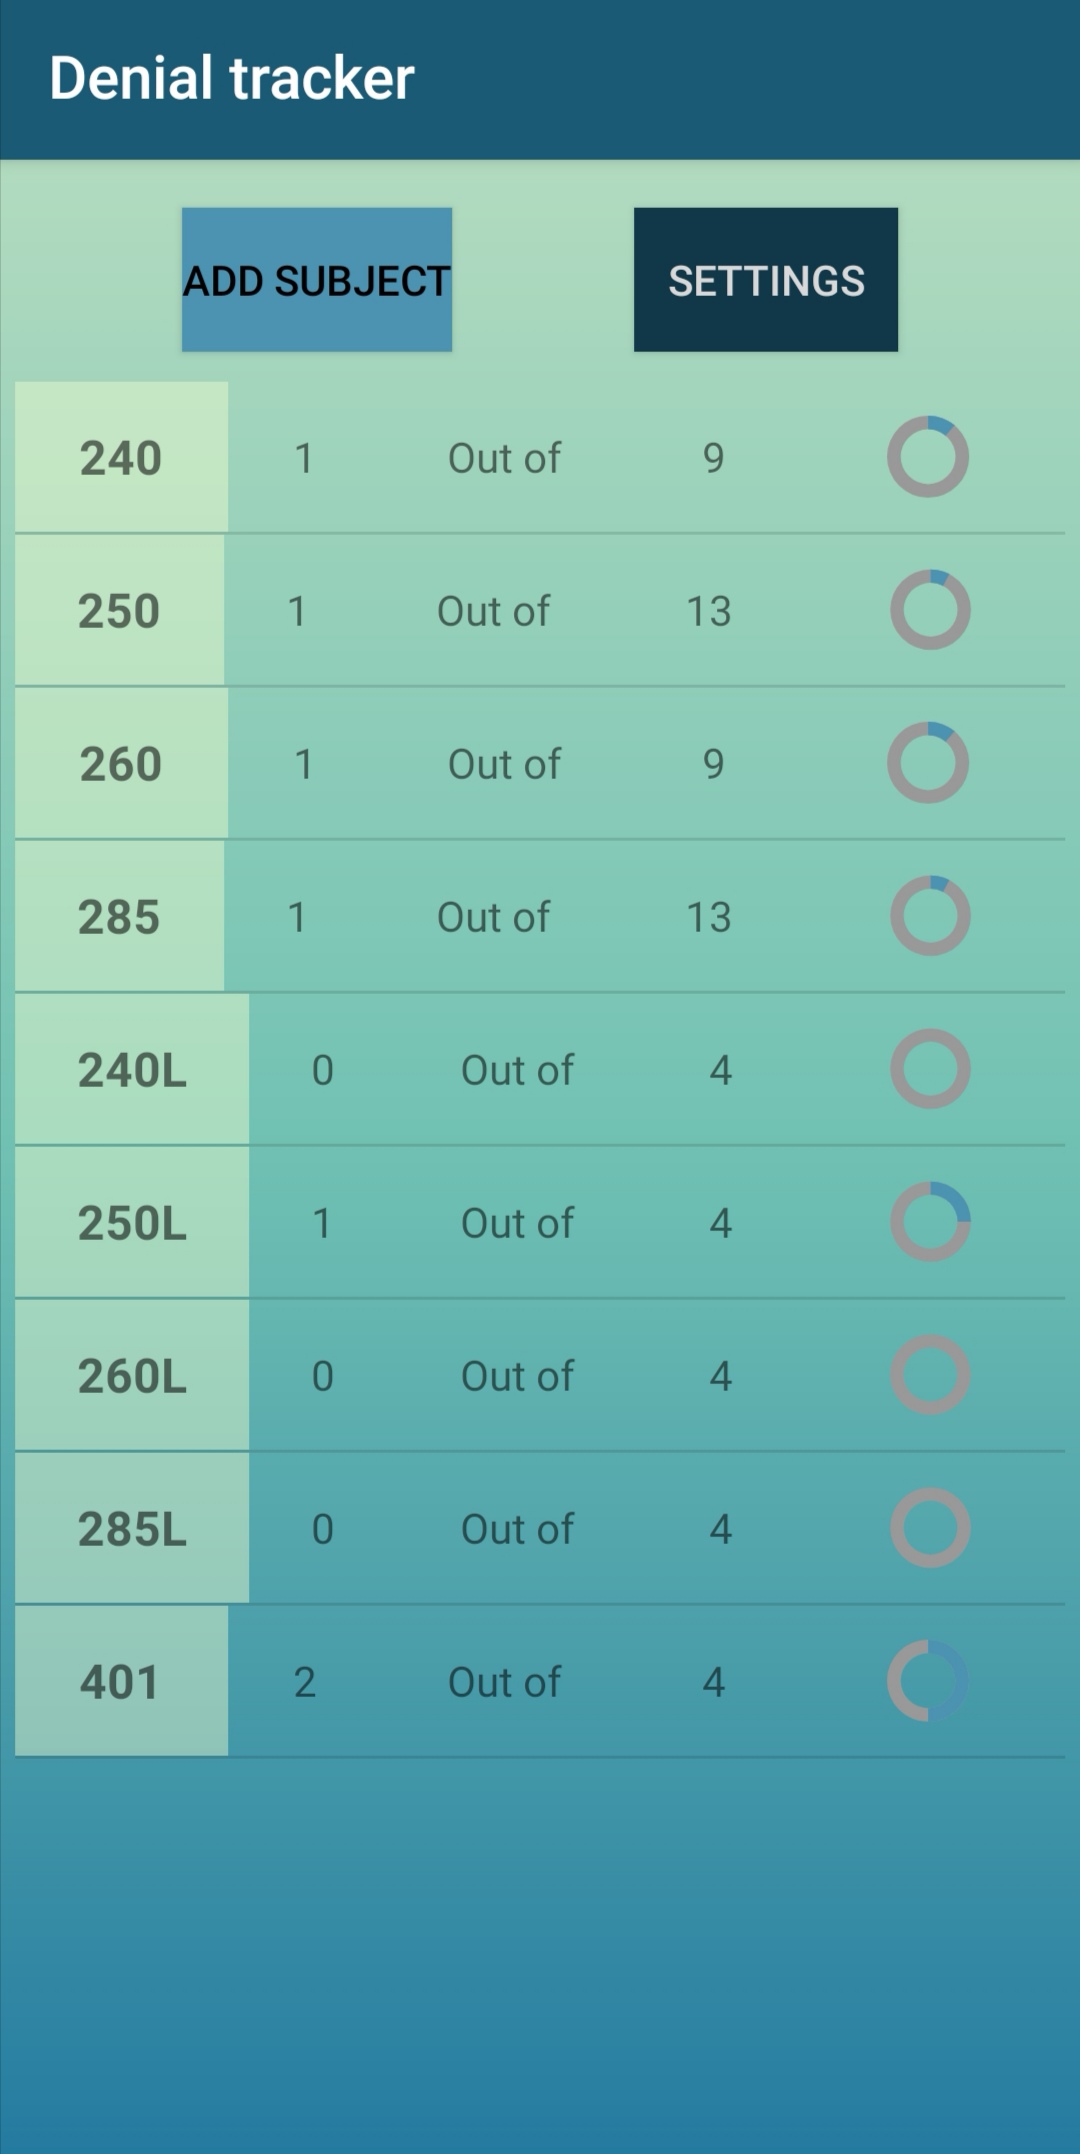 Denial tracker
ADD SUBJECT SETTINGS
240 1 Out of 9
250 1 Out of 13
260 1 Out of 9
285 1 Out of 13
240L 0 Out of 4
250L 1 Out of 4
260L 0 Out of 4
285L 0 Out of 4
401 2 Out of 4